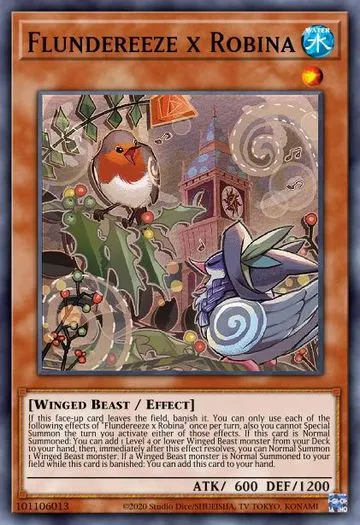 FLUNDEREEZE X ROBINA
WATER
水
[WINGED BEAST / EFFECT]
If this face-up card leaves the field, banish it. You can only use each of the
following effects of "Flundereeze x Robina" once per turn, also you cannot Special
Summon the turn you activate either of those effects. If this card is Normal
Summoned: You can add 1 Level 4 or lower Winged Beast monster from your Deck
to your hand, then, immediately after this effect resolves, you can Normal Summon
1 Winged Beast monster. If a Winged Beast monster is Normal Summoned to your
field while this card is banished: You can add this card to your hand.
ATK/ 600 DEF/1200
101106013
©2020 Studio Dice/SHUEISHA, TV TOKYO, KONAMI